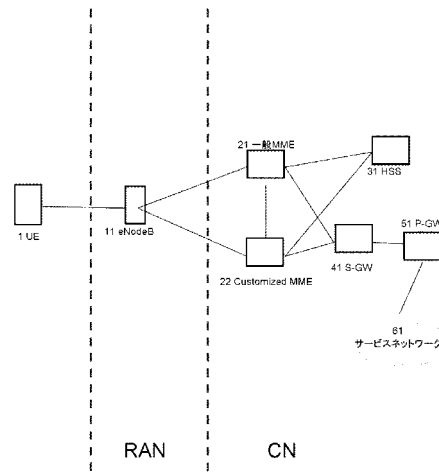 21 一般MME
31 HSS
1 UE
11 eNodeB
51 P-GW
41 S-GW
22 Customized MME
61
サービスネットワーク
RAN
CN